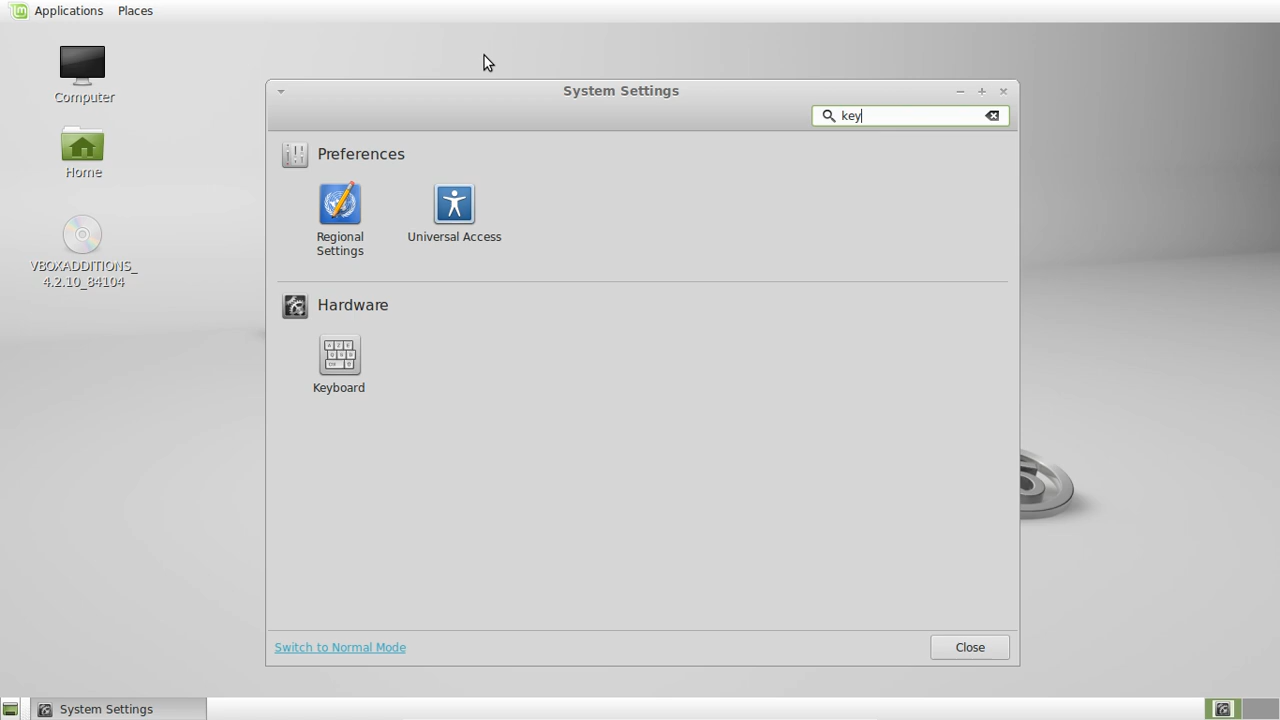 Applications Places
Computer
Home
VBOXADDITIONS_
4.2.10_84104
System Settings
key
Preferences
Regional
Settings
Universal Access
Hardware
Keyboard
Switch to Normal Mode
Close
System Settings